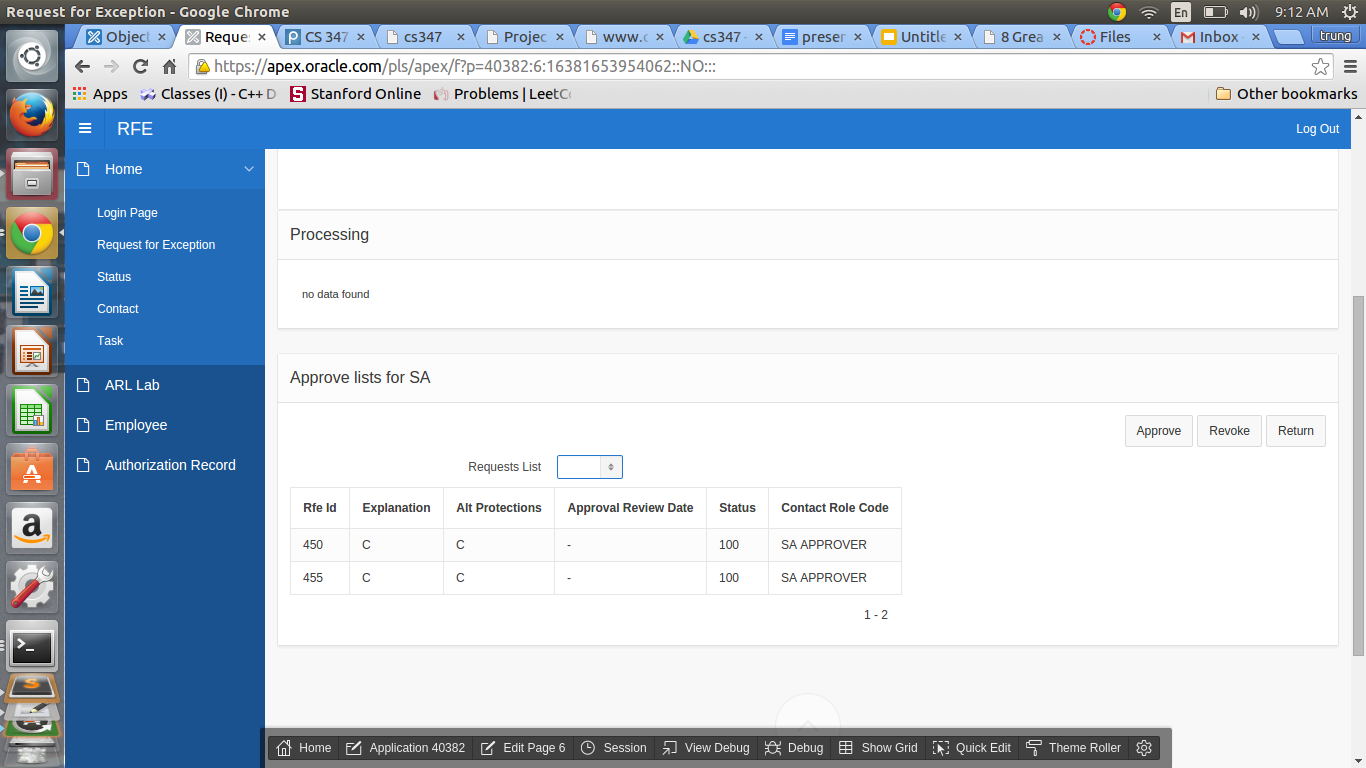 Request for Exception - Google Chrome
En
9:12 AM
Object
Reque
CS 347
cs347
Projec
www.c
cs347 -
preser
Untitle
8 Grea
Files
Inbox
trung
https://apex.oracle.com/pls/apex/f?p=40382:6:16381653954062::NO:::
Apps
Classes (I) - C++ D
Stanford Online
Problems | LeetCo
Other bookmarks
RFE
Log Out
Home
Login Page
Request for Exception
Status
Contact
Task
ARL Lab
Employee
Authorization Record
Processing
no data found
Approve lists for SA
Approve Revoke Return
Requests List
Rfe Id Explanation Alt Protections Approval Review Date Status Contact Role Code
450 C C - 100 SA APPROVER
455 C C - 100 SA APPROVER
1 - 2
Home Application 40382 Edit Page 6 Session View Debug Debug Show Grid Quick Edit Theme Roller